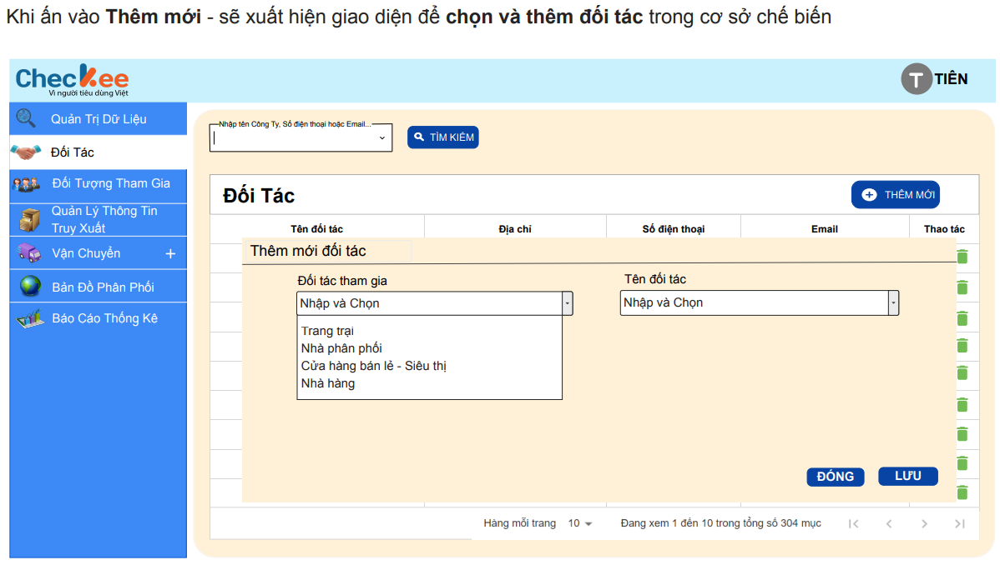 Khi ấn vào Thêm mới - sẽ xuất hiện giao diện để chọn và thêm đối tác trong cơ sở chế biến
Checkee
Vì người tiêu dùng Việt
T TIÊN
Quản Trị Dữ Liệu
Đối Tác
Đối Tượng Tham Gia
Quản Lý Thông Tin
Truy Xuất
Vận Chuyển +
Bản Đồ Phân Phối
Báo Cáo Thống Kê
Nhập tên Công Ty, Số điện thoại hoặc Email...
TÌM KIẾM
Đối Tác
THÊM MỚI
Tên đối tác Địa chỉ Số điện thoại Email Thao tác
Thêm mới đối tác
Đối tác tham gia Tên đối tác
Nhập và Chọn Nhập và Chọn
Trang trại
Nhà phân phối
Cửa hàng bán lẻ - Siêu thị
Nhà hàng
ĐÓNG LƯU
Hàng mỗi trang 10 Đang xem 1 đến 10 trong tổng số 304 mục